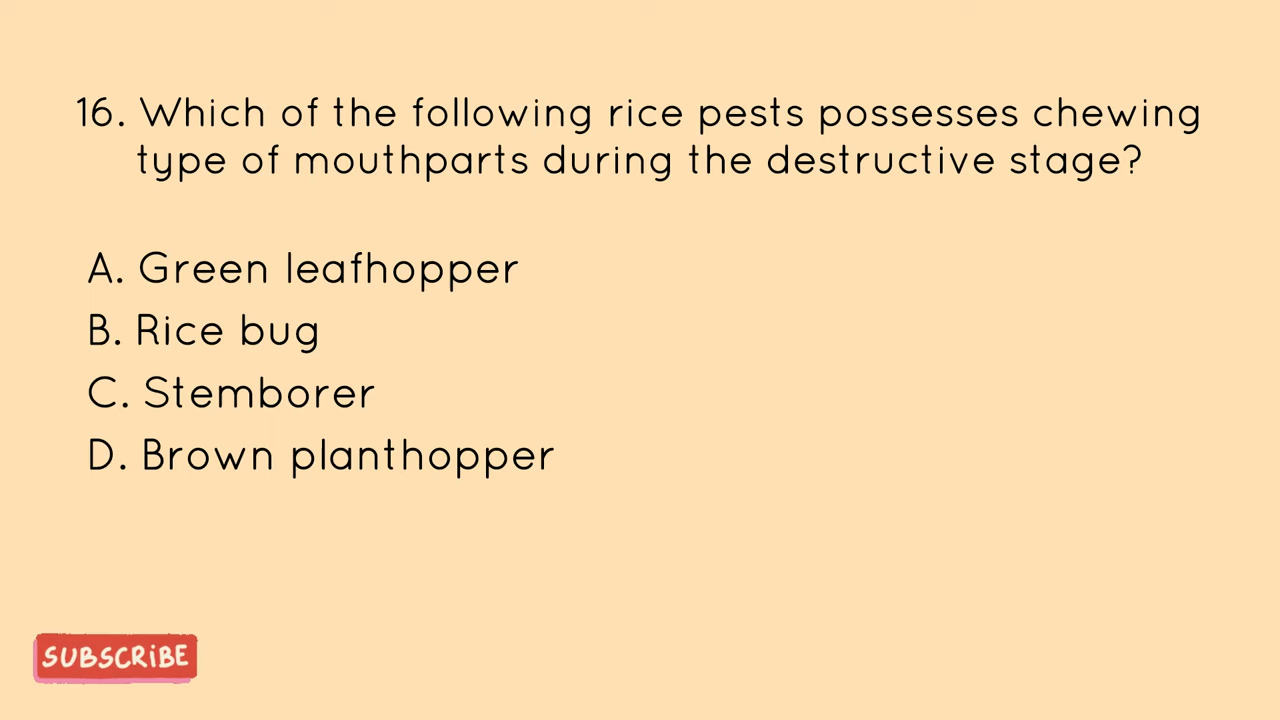 16. Which of the following rice pests possesses chewing
type of mouthparts during the destructive stage?
A. Green leafhopper
B. Rice bug
C. Stemborer
D. Brown planthopper
SUBSCRiBE